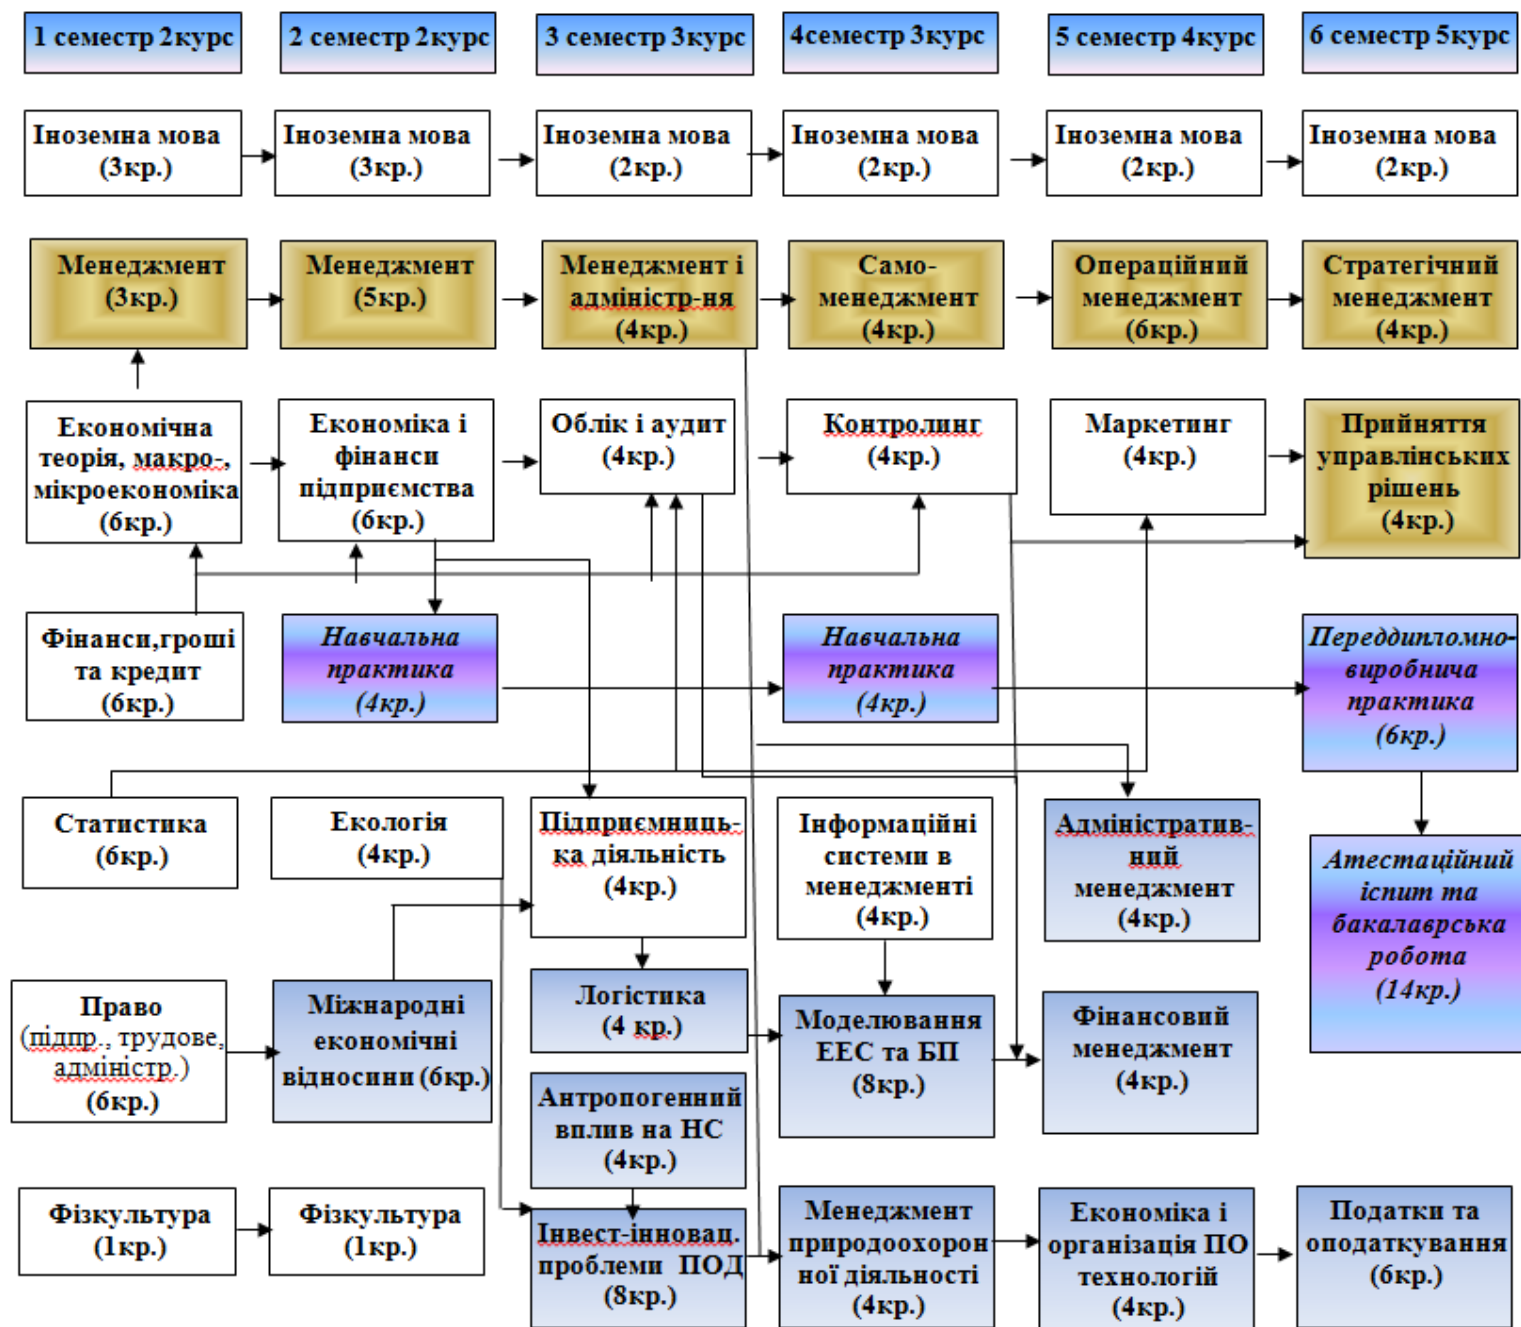 1 семестр 2курс
2 семестр 2курс
3 семестр 3курс
4семестр 3курс
5 семестр 4курс
6 семестр 5курс
Іноземна мова
(3кр.)
Іноземна мова
(3кр.)
Іноземна мова
(2кр.)
Іноземна мова
(2кр.)
Іноземна мова
(2кр.)
Іноземна мова
(2кр.)
Менеджмент
(3кр.)
Менеджмент
(5кр.)
Менеджмент і
адміністр-ня
(4кр.)
Само-
менеджмент
(4кр.)
Операційний
менеджмент
(6кр.)
Стратегічний
менеджмент
(4кр.)
Економічна
теорія, макро-,
мікроекономіка
(6кр.)
Економіка і
фінанси
підприємства
(6кр.)
Облік і аудит
(4кр.)
Контролинг
(4кр.)
Маркетинг
(4кр.)
Прийняття
управлінських
рішень
(4кр.)
Фінанси,гроші
та кредит
(6кр.)
Навчальна
практика
(4кр.)
Навчальна
практика
(4кр.)
Переддипломно-
виробнича
практика
(6кр.)
Статистика
(6кр.)
Екологія
(4кр.)
Підприємниць-
ка діяльність
(4кр.)
Інформаційні
системи в
менеджменті
(4кр.)
Адміністратив-
ний
менеджмент
(4кр.)
Атестаційний
іспит та
бакалаврська
робота
(14кр.)
Право
(підпр., трудове,
адміністр.)
(6кр.)
Міжнародні
економічні
відносини (6кр.)
Логістика
(4 кр.)
Моделювання
ЕЕС та БП
(8кр.)
Фінансовий
менеджмент
(4кр.)
Антропогенний
вплив на НС
(4кр.)
Фізкультура
(1кр.)
Фізкультура
(1кр.)
Інвест-інновац.
проблеми ПОД
(8кр.)
Менеджмент
природоохорон
ної діяльності
(4кр.)
Економіка і
організація ПО
технологій
(4кр.)
Податки та
оподаткування
(6кр.)